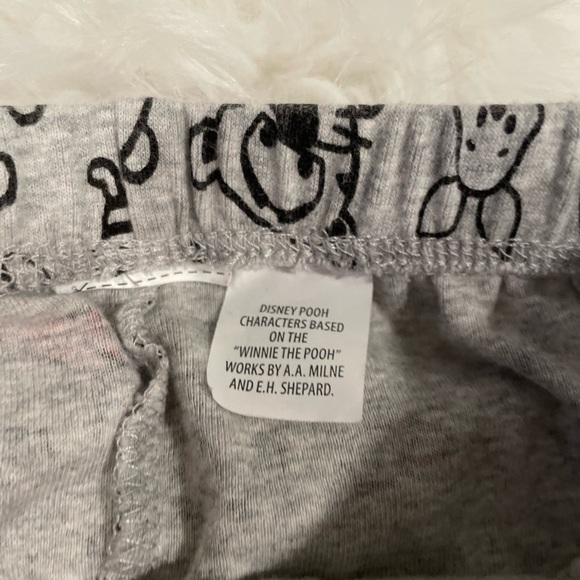 DISNEY POOH
CHARACTERS BASED
ON THE
"WINNIE THE POOH"
WORKS BY A.A. MILNE
AND E.H. SHEPARD.